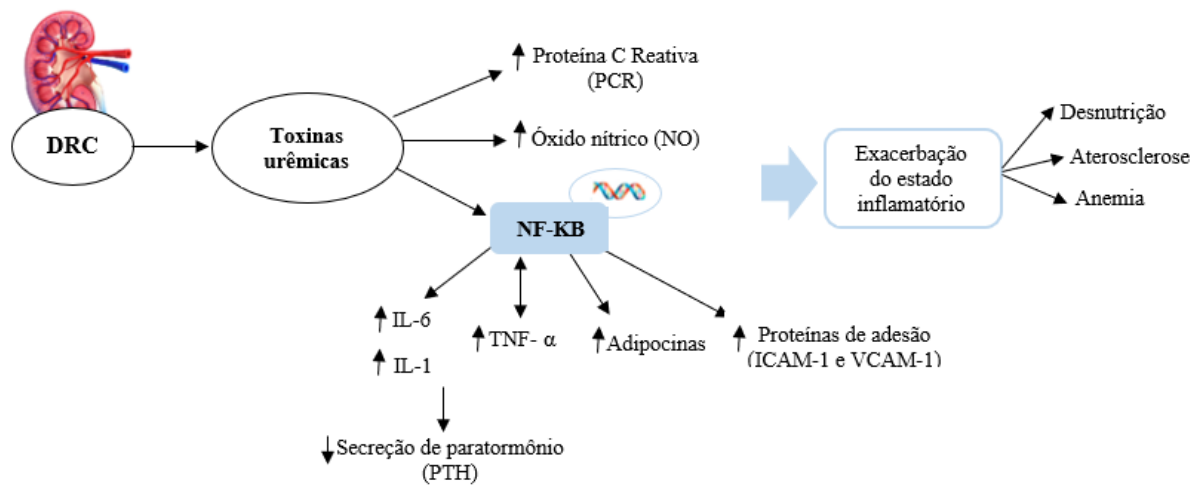 DRC
Toxinas
urêmicas
Proteína C Reativa
(PCR)
Óxido nítrico (NO)
NF-KB
IL-6
IL-1
TNF- α
Adipocinas
Proteínas de adesão
(ICAM-1 e VCAM-1)
Secreção de paratormônio
(PTH)
Exacerbação
do estado
inflamatório
Desnutrição
Aterosclerose
Anemia